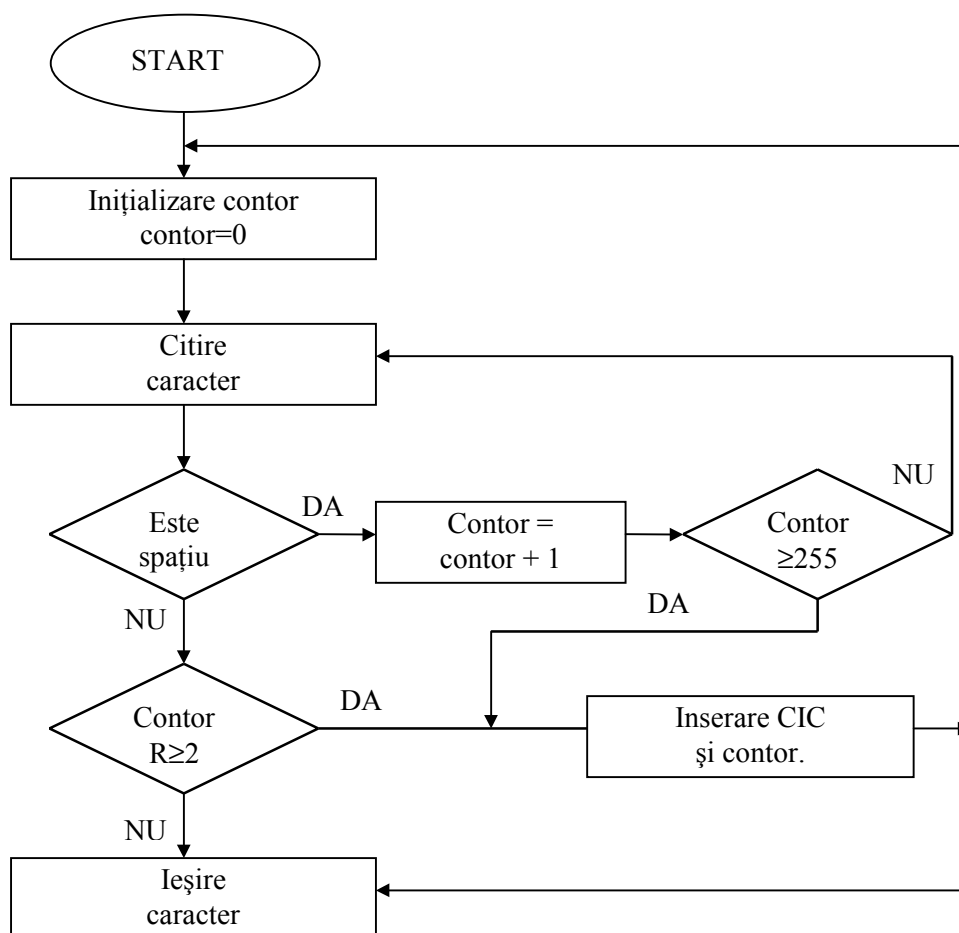 START
Iniţializare contor
contor=0
Citire
caracter
Este
spaţiu
DA
Contor =
contor + 1
Contor
≥255
NU
DA
NU
Contor
R≥2
DA
Inserare CIC
şi contor.
NU
Ieşire
caracter